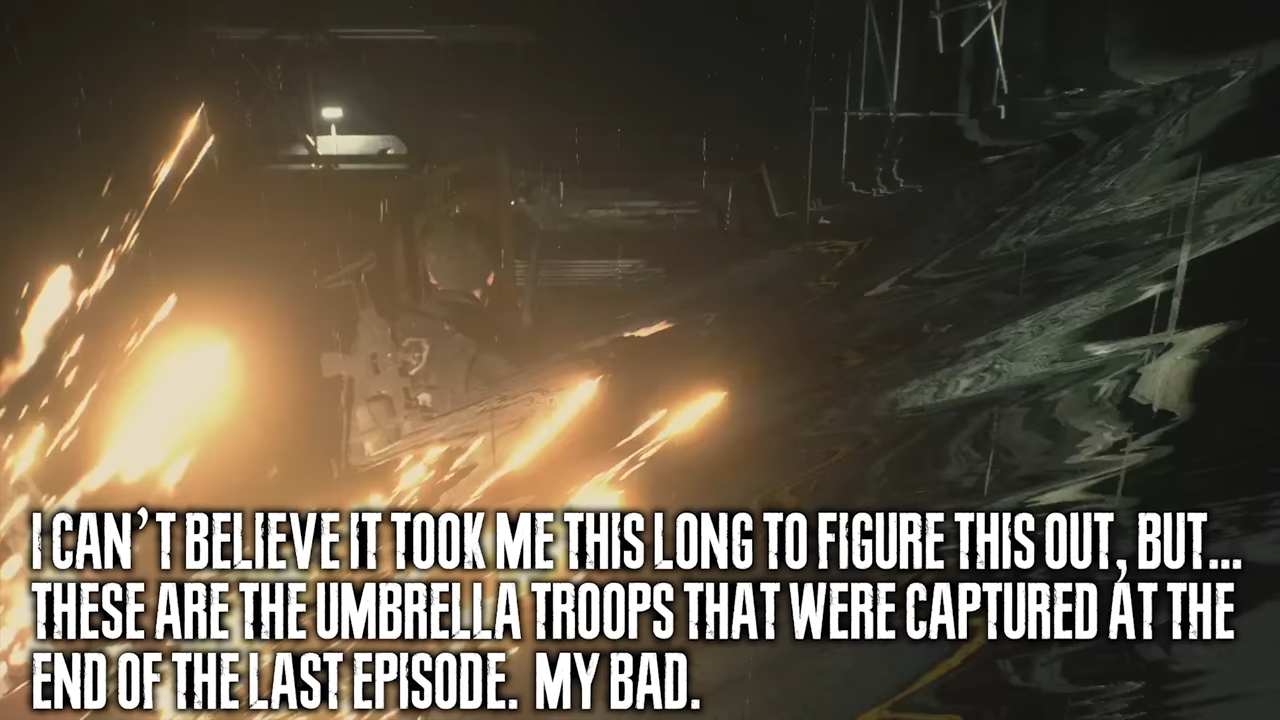 I CAN'T BELIEVE IT TOOK ME THIS LONG TO FIGURE THIS OUT, BUT...
THESE ARE THE UMBRELLA TROOPS THAT WERE CAPTURED AT THE
END OF THE LAST EPISODE. MY BAD.